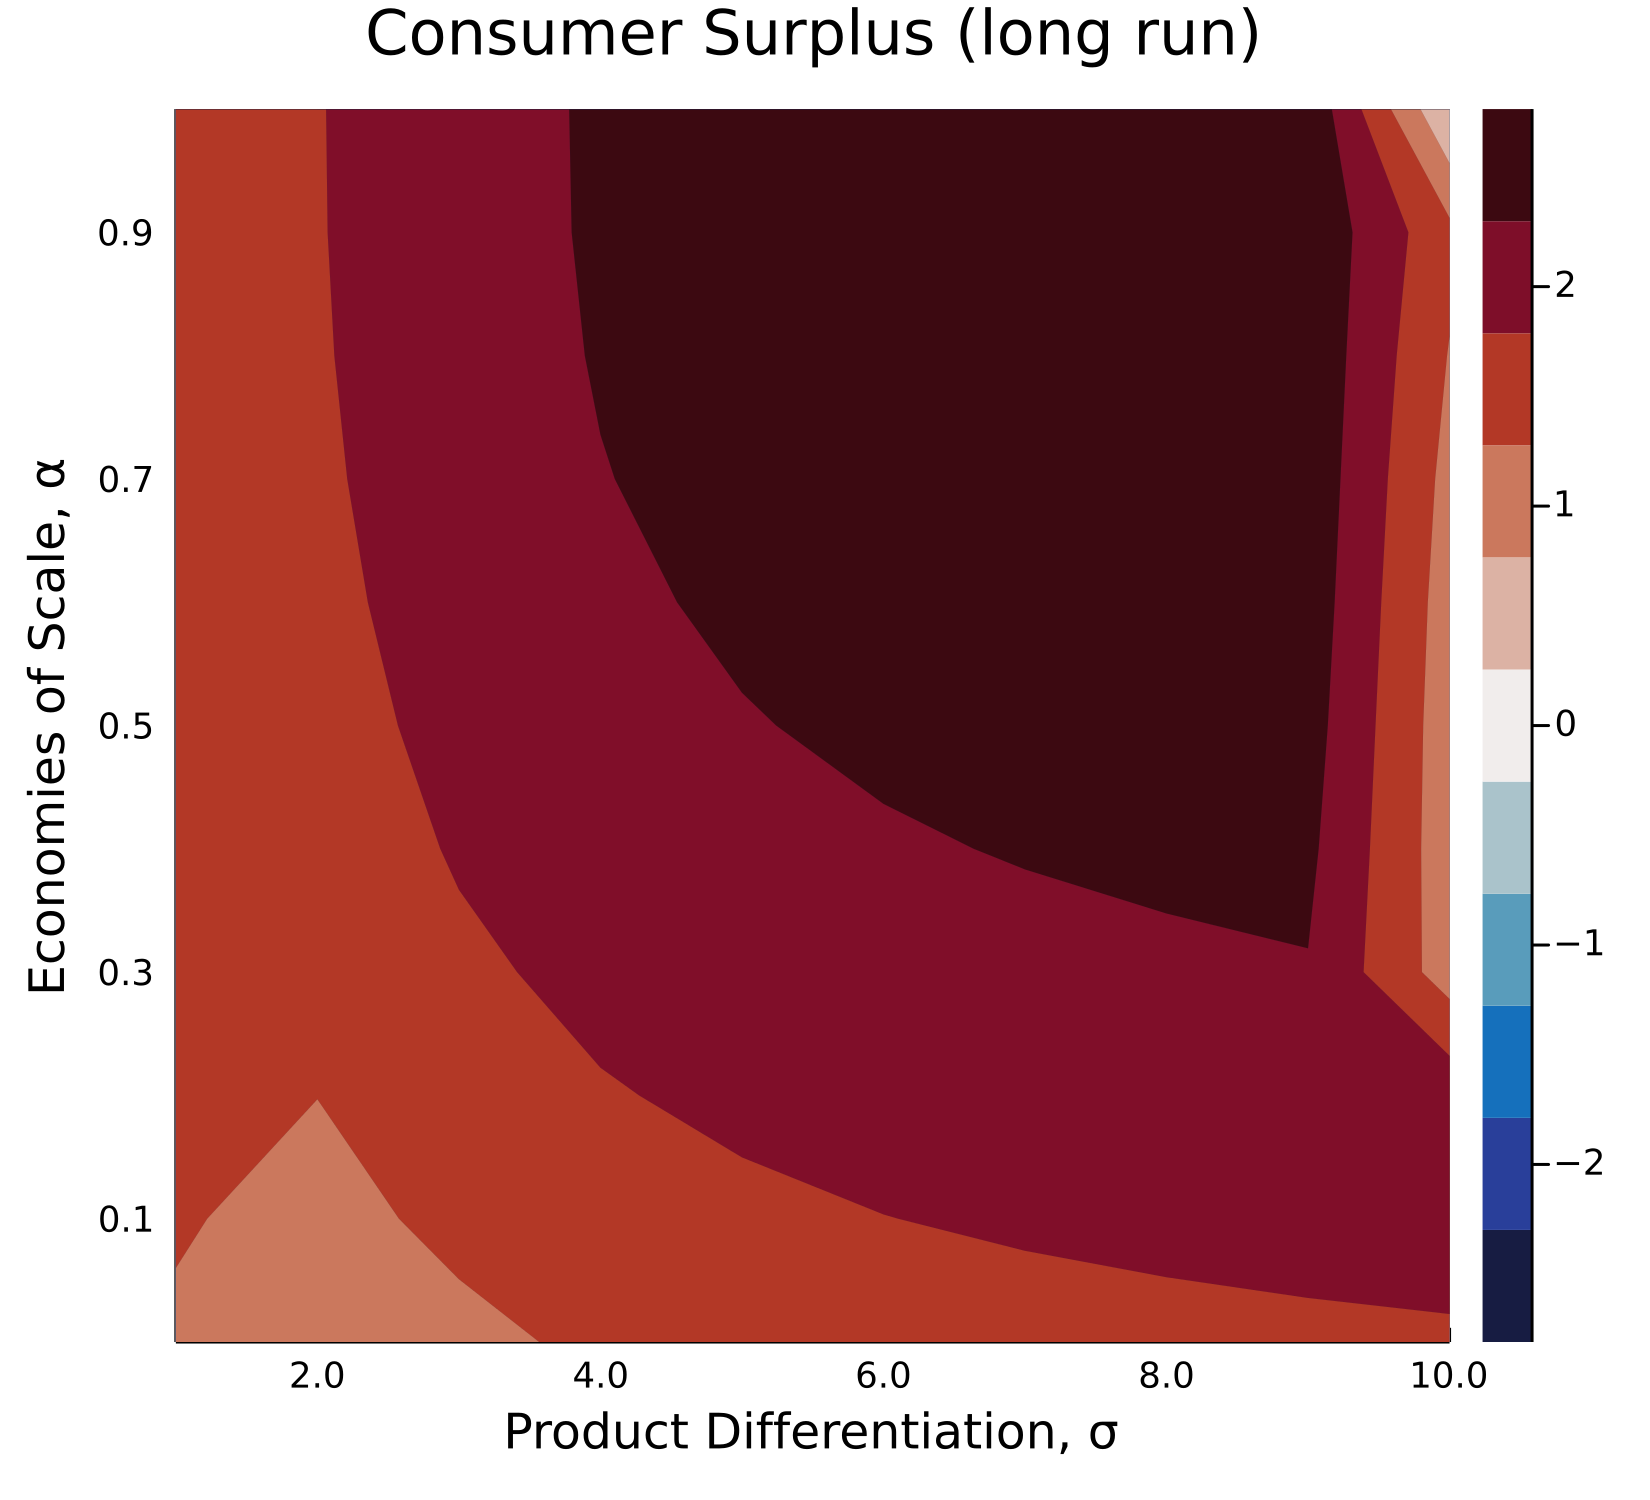 Consumer Surplus (long run)
Economies of Scale, α
0.9
0.7
0.5
0.3
0.1
2.0 4.0 6.0 8.0 10.0
Product Differentiation, σ
2
1
0
−1
−2